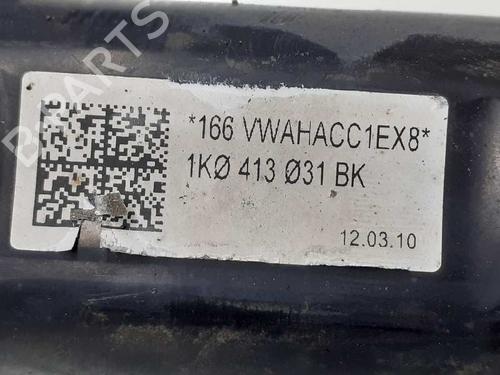 B-PARTS
*166 VWAHACC1EX8*
1KØ 413 Ø31 BK
12.03.10